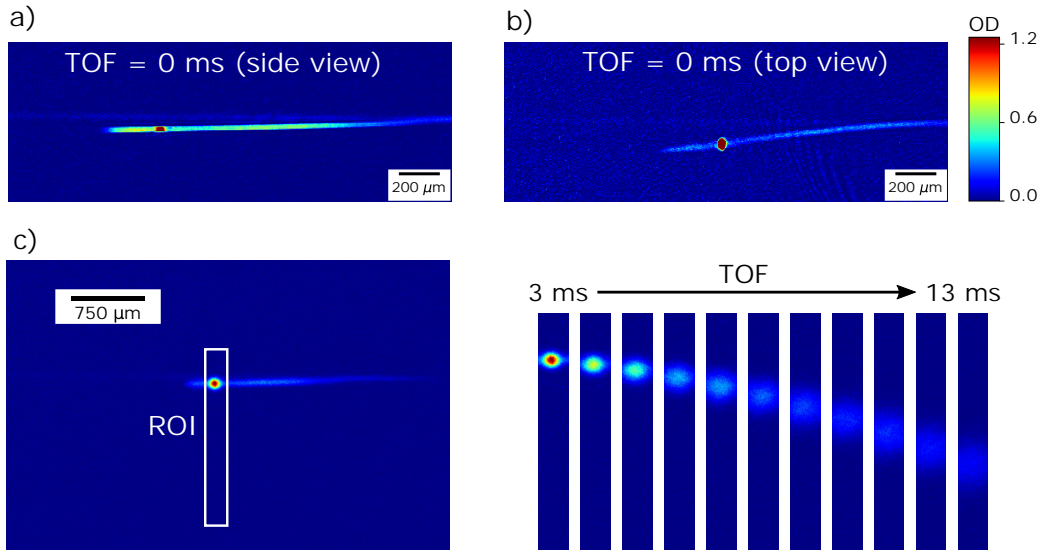 a)
TOF = 0 ms (side view)
200 µm
b)
TOF = 0 ms (top view)
200 µm
OD
1.2
0.6
0.0
c)
750 µm
ROI
TOF
3 ms
13 ms